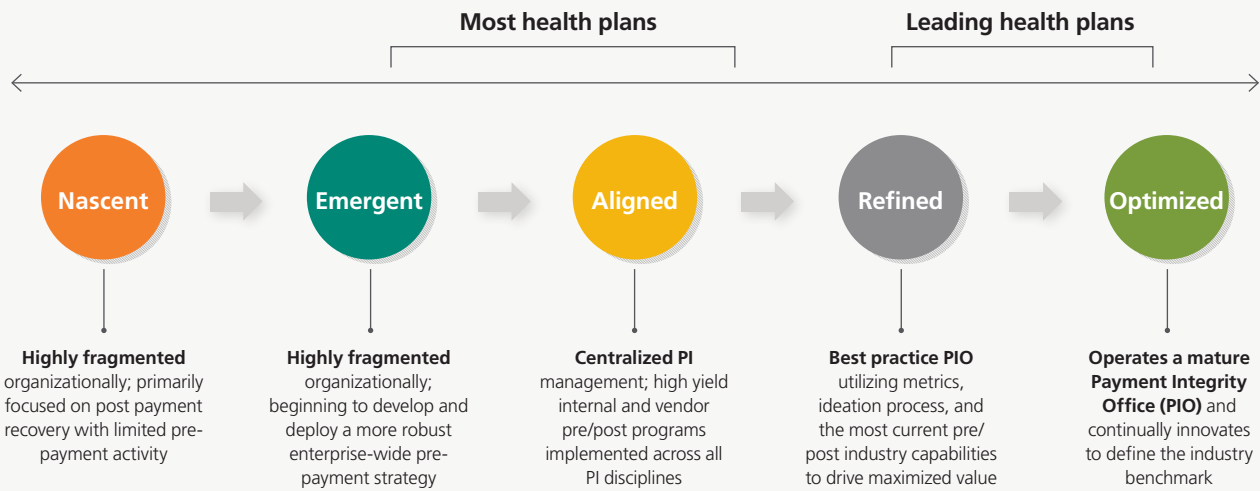 Most health plans
Leading health plans
Nascent
Emergent
Aligned
Refined
Optimized
Highly fragmented
organizationally; primarily
focused on post payment
recovery with limited pre-
payment activity
Highly fragmented
organizationally;
beginning to develop and
deploy a more robust
enterprise-wide pre-
payment strategy
Centralized PI
management; high yield
internal and vendor
pre/post programs
implemented across all
PI disciplines
Best practice PIO
utilizing metrics,
ideation process, and
the most current pre/
post industry capabilities
to drive maximized value
Operates a mature
Payment Integrity
Office (PIO) and
continually innovates
to define the industry
benchmark